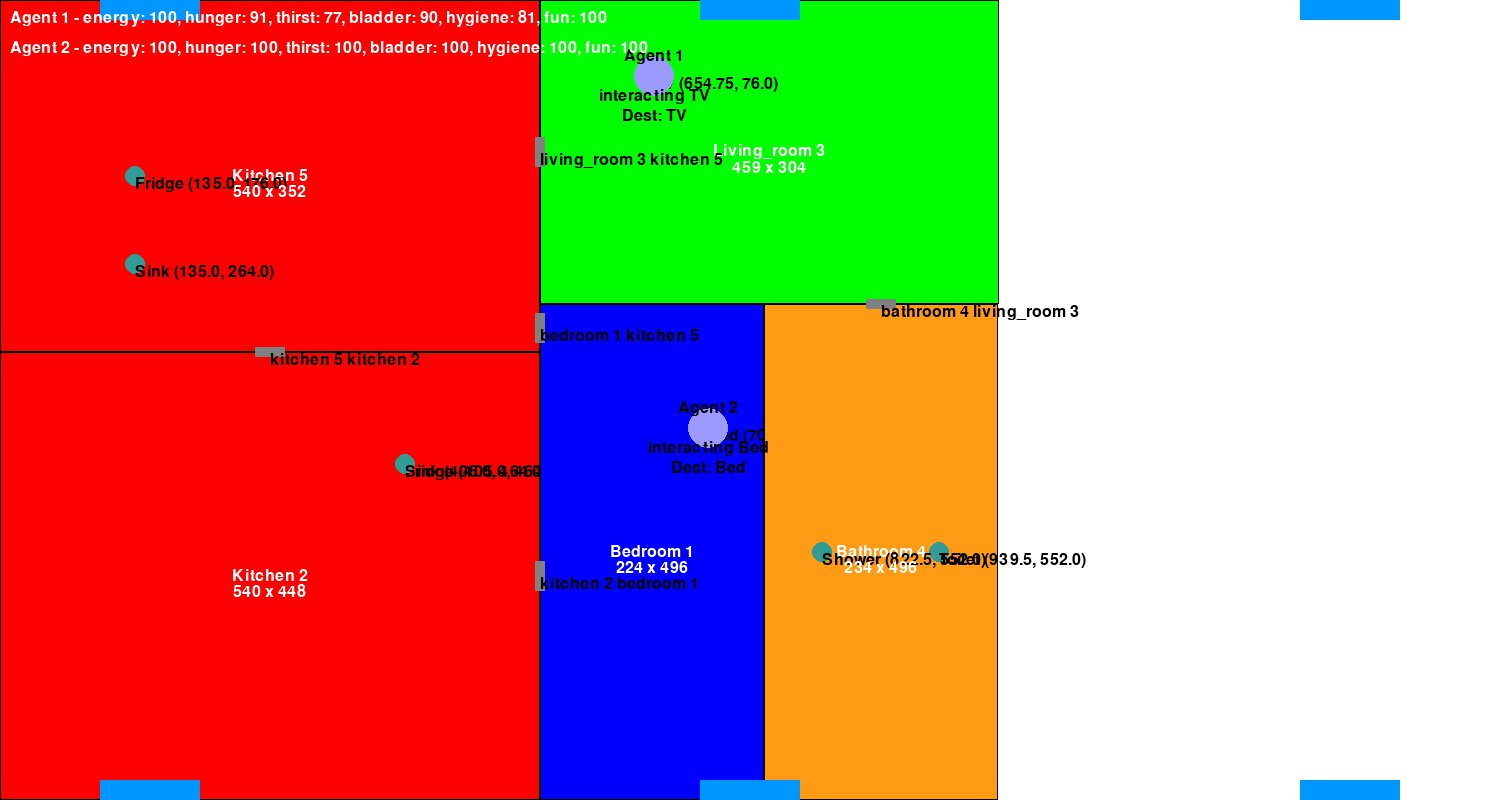 Agent 1 - energy: 100, hunger: 91, thirst: 77, bladder: 90, hygiene: 81, fun: 100
Agent 2 - energy: 100, hunger: 100, thirst: 100, bladder: 100, hygiene: 100, fun: 100
Agent 1
(654.75, 76.0)
interacting TV
Dest: TV
Living_room 3
459 x 304
living_room 3 kitchen 5
Kitchen 5
540 x 352
Fridge (135.0, 176.0)
Sink (135.0, 264.0)
bathroom 4 living_room 3
bedroom 1 kitchen 5
kitchen 5 kitchen 2
Agent 2
interacting Bed
Dest: Bed
Bedroom 1
224 x 496
Bathroom 4
234 x 496
Shower (822.5, 552.0)
Toilet (939.5, 552.0)
Kitchen 2
540 x 448
kitchen 2 bedroom 1